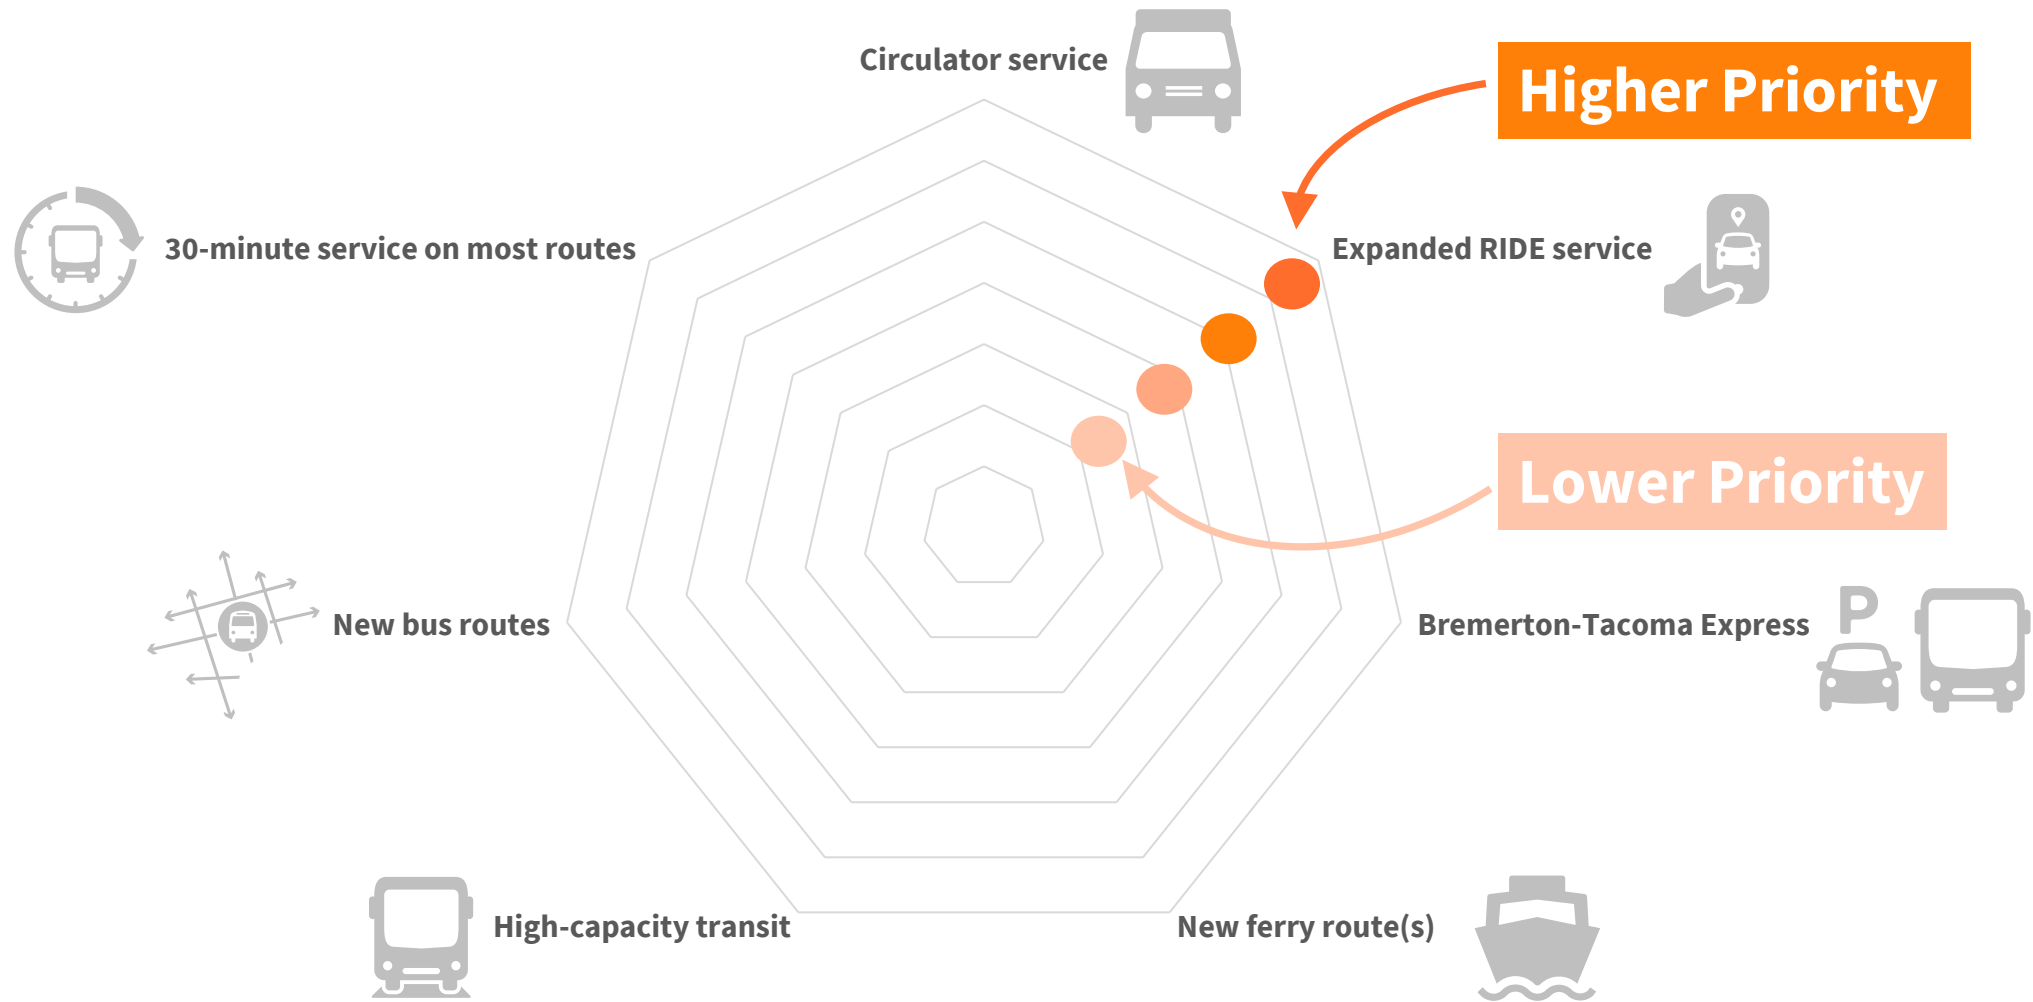 Circulator service
Higher Priority
30-minute service on most routes
Expanded RIDE service
Lower Priority
New bus routes
Bremerton-Tacoma Express
P
High-capacity transit
New ferry route(s)